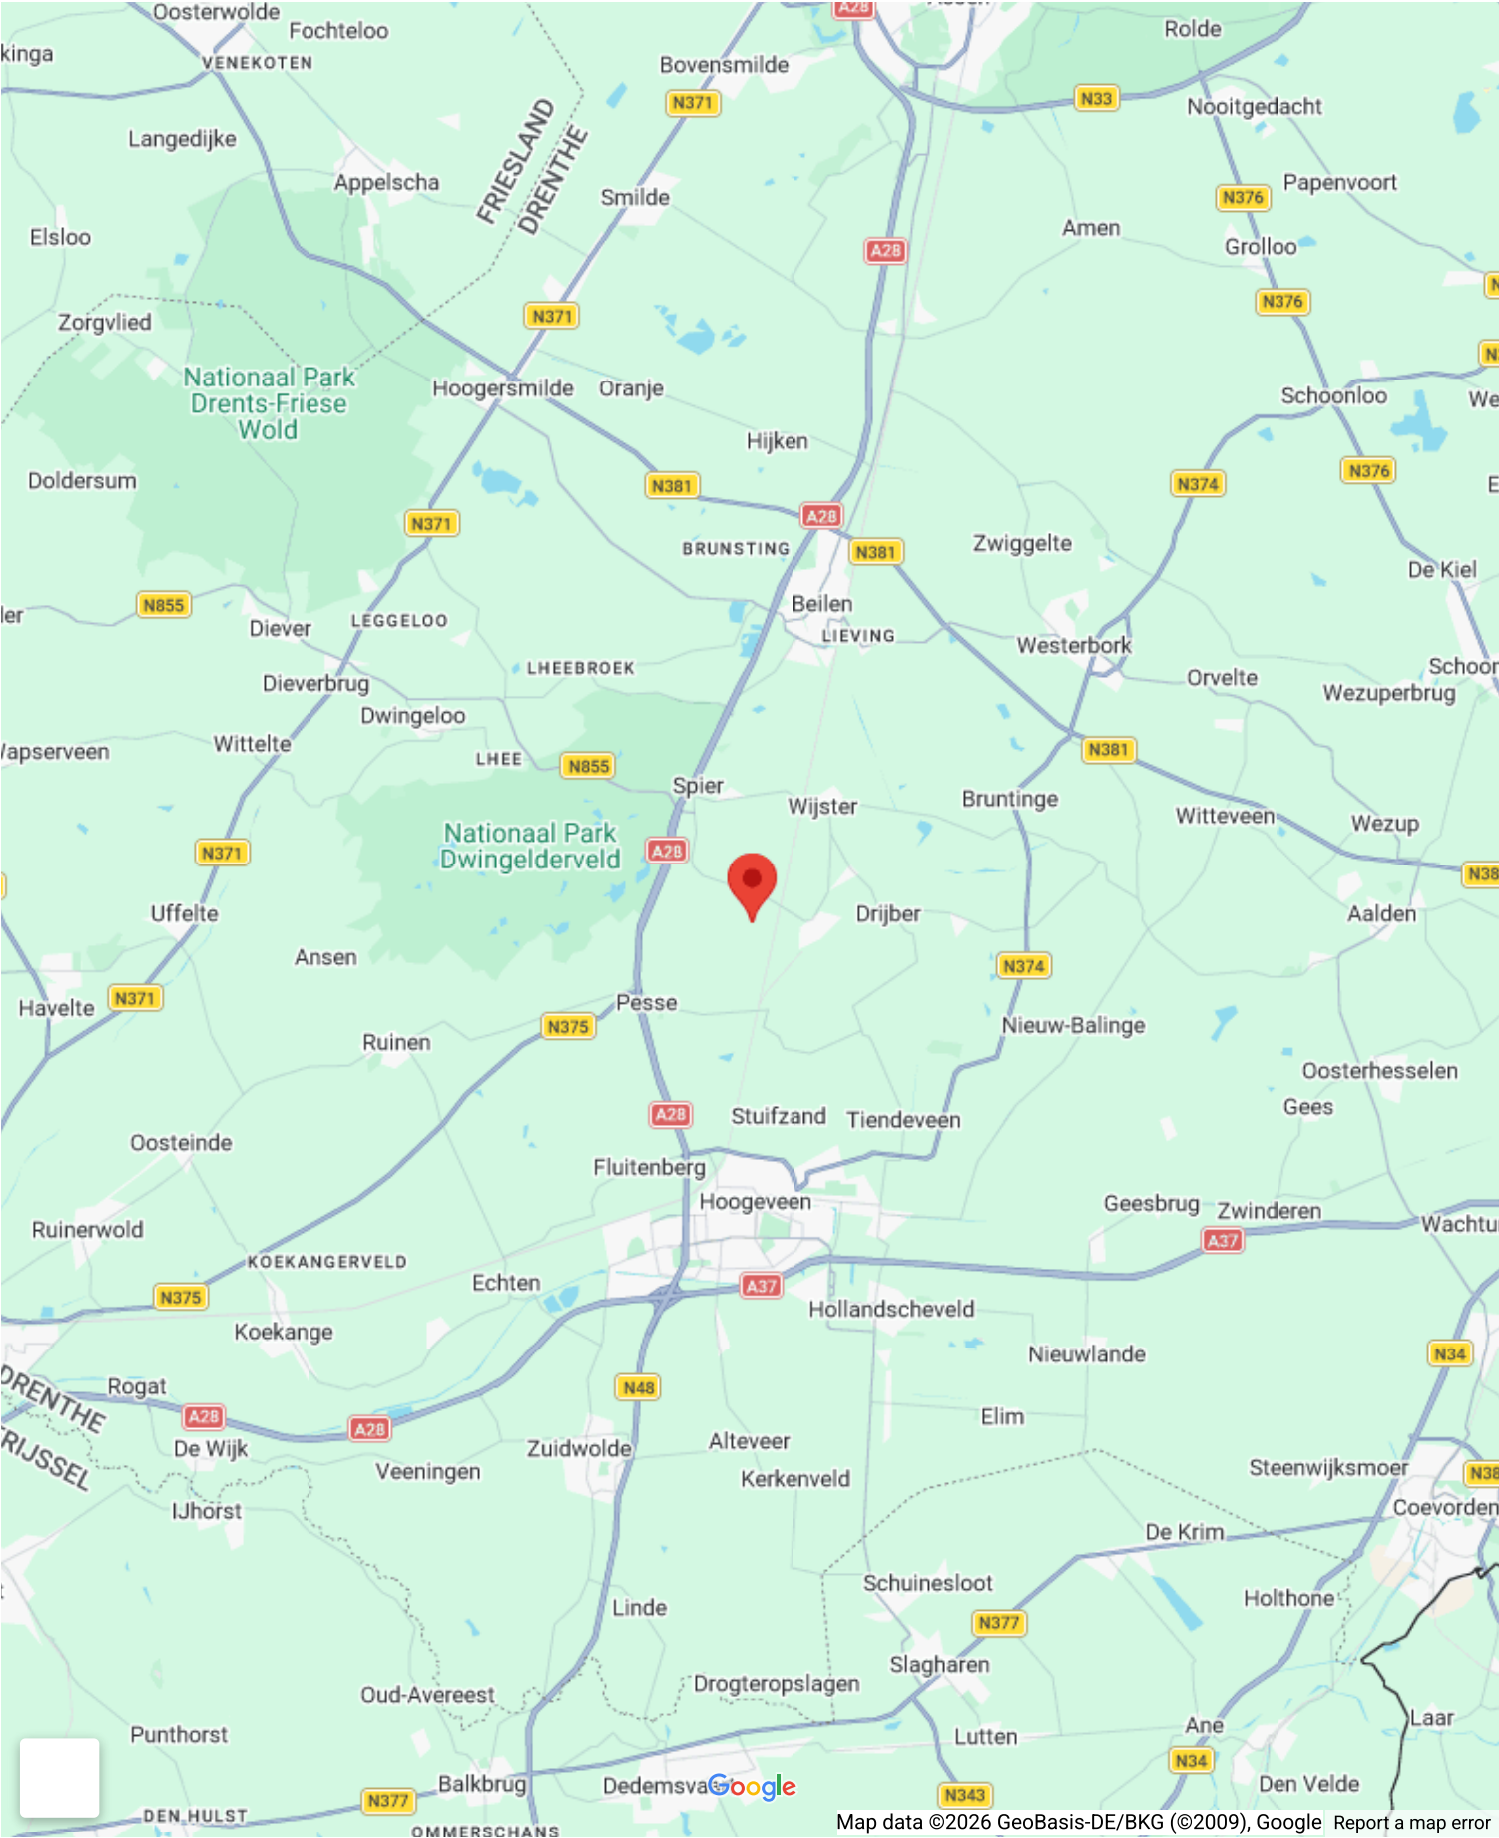 Oosterwolde
Fochteloo
VENEKOTEN
Langedijke
Appelscha
Elsloo
Zorgvlied
FRIESLAND
DRENTHE
Bovensmilde
N371
Smilde
A28
N33
Rolde
Nooitgedacht
N376
Papenvoort
Amen
Grolloo
A28
N376
N371
Nationaal Park
Drents-Friese
Wold
Hoogersmilde
Oranje
Hijken
Schoonloo
Doldersum
N381
N374
N376
N371
A28
BRUNSTING
N381
Zwiggelte
De Kiel
N855
Diever
LEGGELOO
Beilen
LIEVING
Westerbork
LHEEBROEK
Dieverbrug
Orvelte
Wezuperbrug
Dwingeloo
Wittelte
LHEE
N855
N381
Spier
Wijster
Bruntinge
Witteveen
Wezup
N371
Nationaal Park
Dwingelderveld
A28
Uffelte
Drijber
Aalden
Ansen
N374
Havelte
N371
Pesse
N375
Nieuw-Balinge
Ruinen
Oosterhesselen
Gees
A28
Stuifzand
Tiendeveen
Oosteinde
Fluitenberg
Hoogeveen
Geesbrug
Zwinderen
Ruinerwold
A37
KOEKANGERVELD
Echten
A37
N375
Hollandscheveld
Koekange
Nieuwlande
N34
Rogat
N48
DRENTHE
A28
A28
Elim
De Wijk
Zuidwolde
Alteveer
Veeningen
Kerkenveld
Steenwijksmoer
IJhorst
Coevorden
De Krim
Schuinesloot
Holthone
Linde
N377
Slagharen
Oud-Avereest
Drogteropslagen
Punthorst
Lutten
Ane
Laar
N34
Balkbrug
Den Velde
N377
N343
DEN HULST
OMMERSCHANS
Google
Map data ©2026 GeoBasis-DE/BKG (©2009), Google
Report a map error